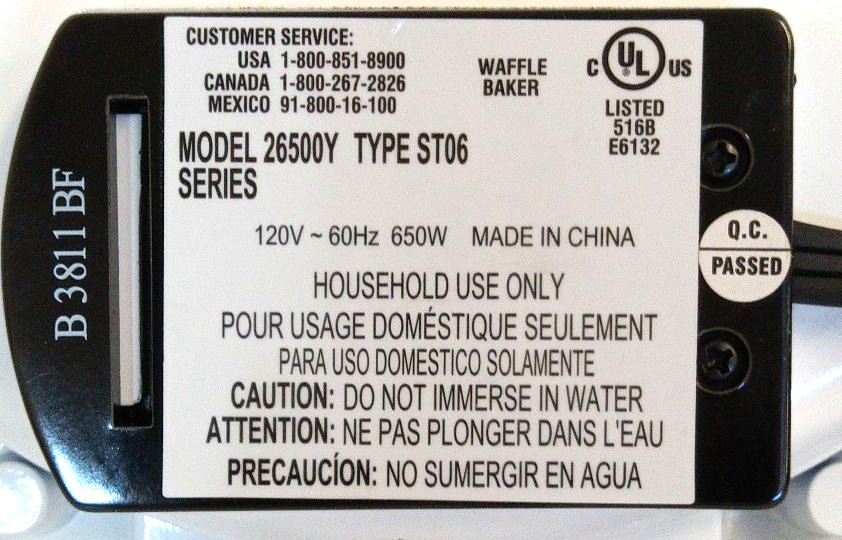 CUSTOMER SERVICE:
USA 1-800-851-8900
CANADA 1-800-267-2826
MEXICO 91-800-16-100
WAFFLE
BAKER
C UL US
®
LISTED
516B
E6132
MODEL 26500Y TYPE ST06
SERIES
120V ~ 60Hz 650W MADE IN CHINA
HOUSEHOLD USE ONLY
POUR USAGE DOMÉSTIQUE SEULEMENT
PARA USO DOMESTICO SOLAMENTE
CAUTION: DO NOT IMMERSE IN WATER
ATTENTION: NE PAS PLONGER DANS L'EAU
PRECAUCÍON: NO SUMERGIR EN AGUA
B 3811 BF
Q.C.
PASSED